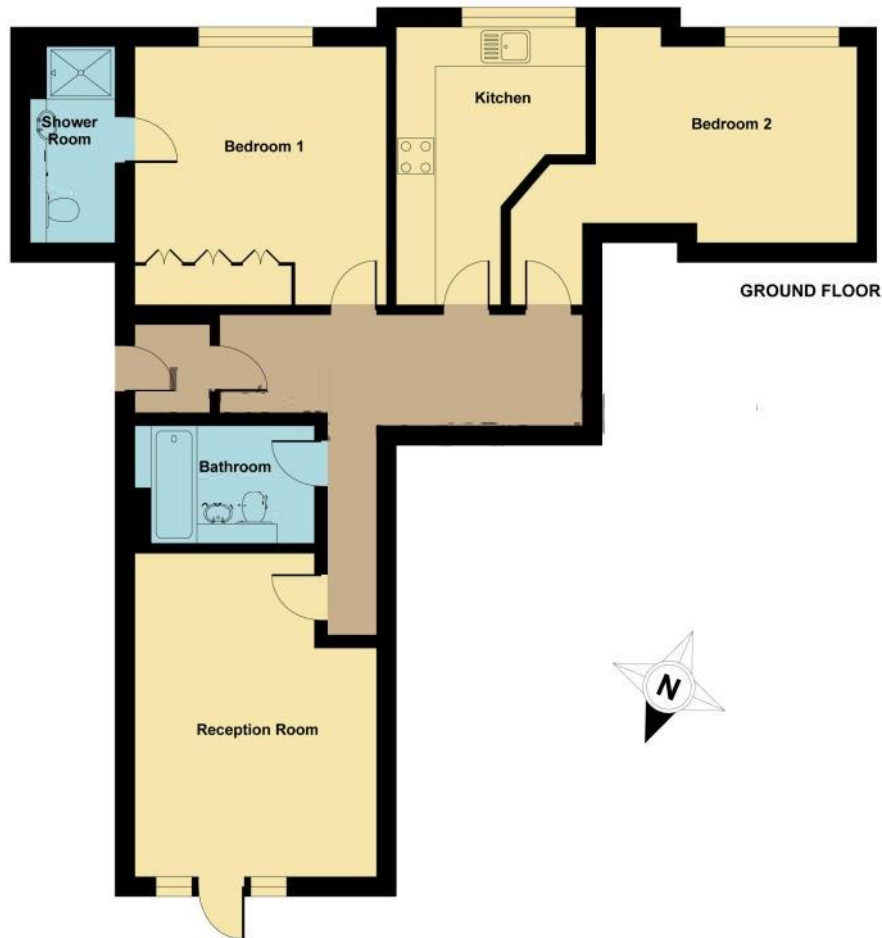 Kitchen
Shower
Room
Bedroom 1
Bedroom 2
GROUND FLOOR
Bathroom
N
Reception Room